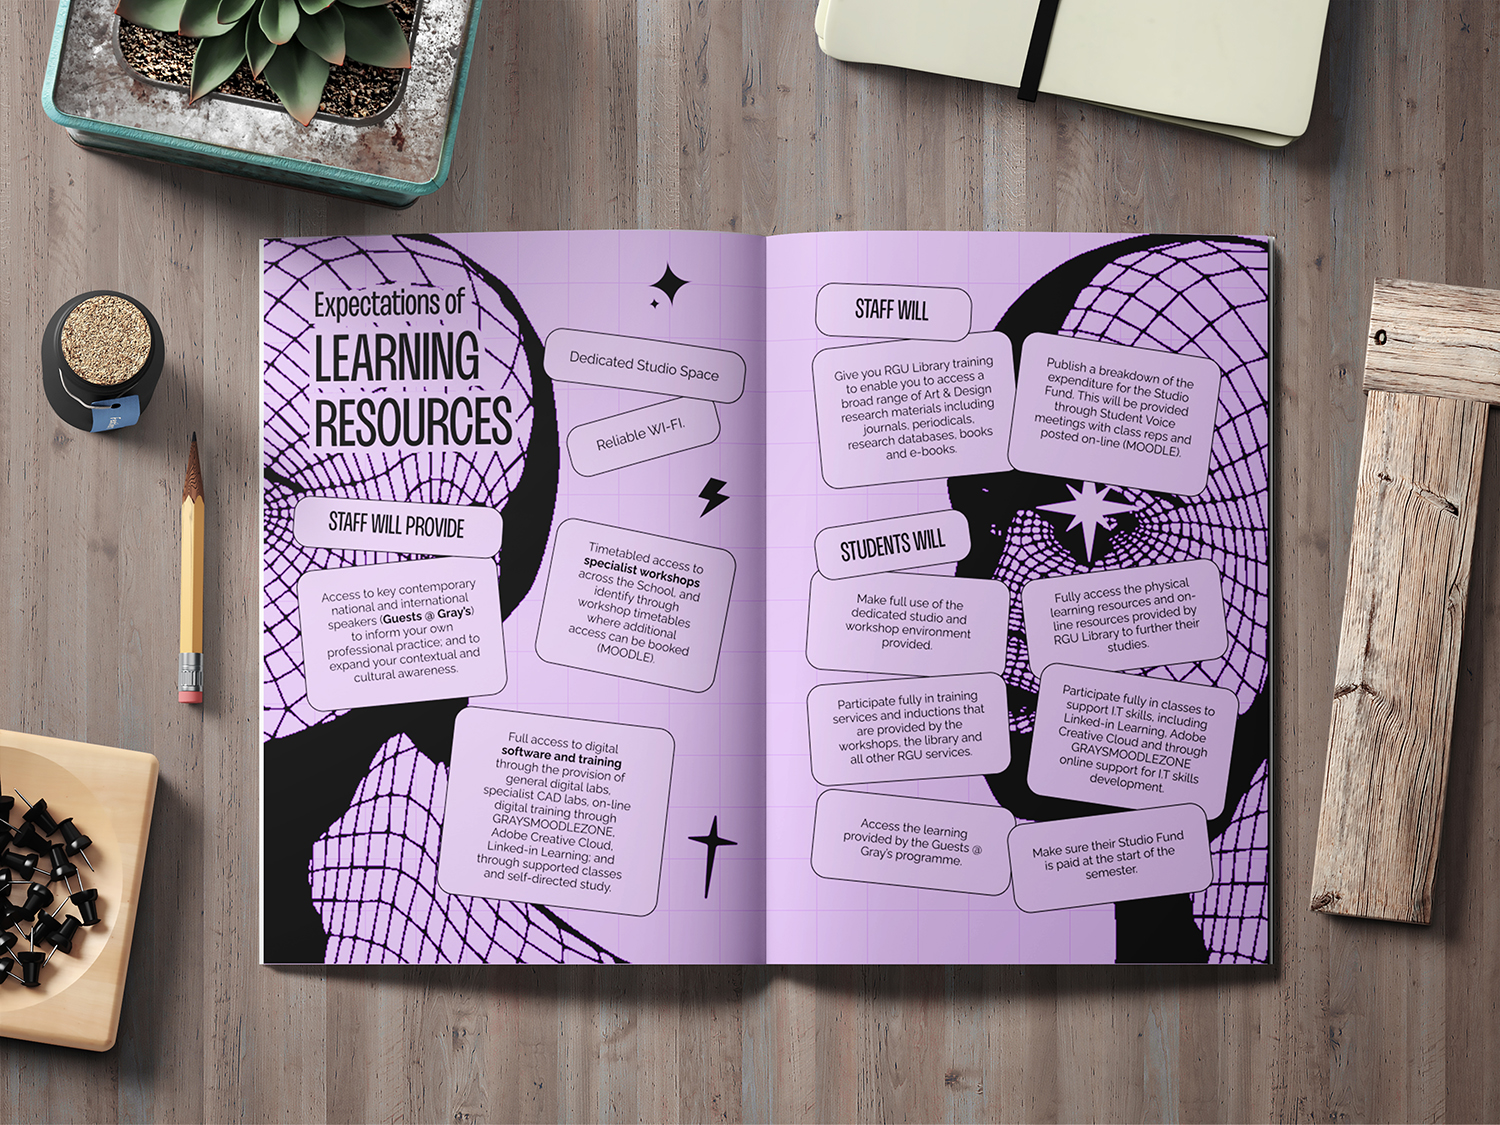 Expectations of
LEARNING
RESOURCES
Dedicated Studio Space
Reliable WI-FI.
STAFF WILL PROVIDE
Access to key contemporary
national and international
speakers (Guests @ Gray's)
to inform your own
professional practice; and to
expand your contextual and
cultural awareness.
Timetabled access to
specialist workshops
across the School, and
identify through
workshop timetables
where additional
access can be booked
(MOODLE).
Full access to digital
software and training
through the provision of
general digital labs,
specialist CAD labs, on-line
digital training through
GRAYSMOODLEZONE,
Adobe Creative Cloud,
Linked-in Learning; and
through supported classes
and self-directed study.
STAFF WILL
Give you RGU Library training
to enable you to access a
broad range of Art & Design
research materials including
journals, periodicals,
research databases, books
and e-books.
Publish a breakdown of the
expenditure for the Studio
Fund. This will be provided
through Student Voice
meetings with class reps and
posted on-line (MOODLE).
STUDENTS WILL
Make full use of the
dedicated studio and
workshop environment
provided.
Fully access the physical
learning resources and on-
line resources provided by
RGU Library to further their
studies.
Participate fully in training
services and inductions that
are provided by the
workshops, the library and
all other RGU services.
Participate fully in classes to
support I.T skills, including
Linked-in Learning, Adobe
Creative Cloud and through
GRAYSMOODLEZONE
online support for I.T skills
development.
Access the learning
provided by the Guests @
Gray's programme.
Make sure their Studio Fund
is paid at the start of the
semester.